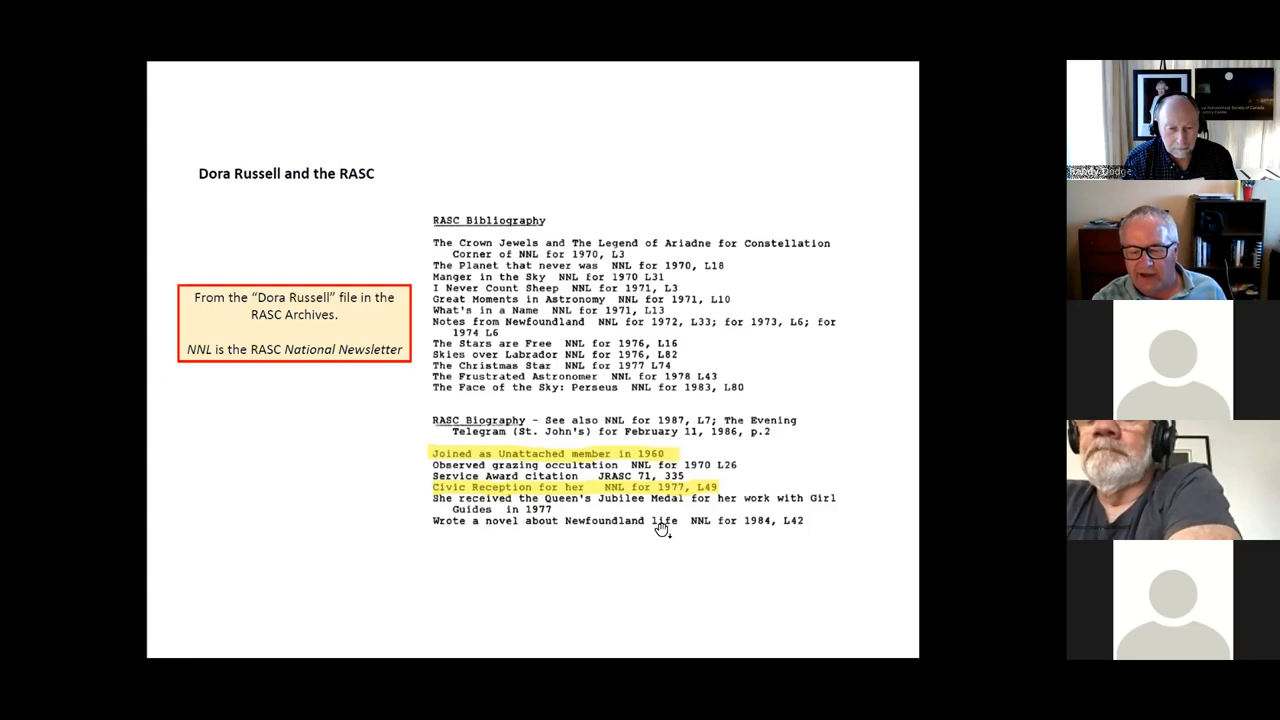 Dora Russell and the RASC
From the “Dora Russell” file in the
RASC Archives.
NNL is the RASC National Newsletter
RASC Bibliography
The Crown Jewels and The Legend of Ariadne for Constellation
Corner of NNL for 1970, L3
The Planet that never was NNL for 1970, L18
Manger in the Sky NNL for 1970 L31
I Never Count Sheep NNL for 1971, L3
Great Moments in Astronomy NNL for 1971, L10
What's in a Name NNL for 1971, L13
Notes from Newfoundland NNL for 1972, L33; for 1973, L6; for
1974 L6
The Stars are Free NNL for 1976, L16
Skies over Labrador NNL for 1976, L82
The Christmas Star NNL for 1977 L74
The Frustrated Astronomer NNL for 1978 L43
The Face of the Sky: Perseus NNL for 1983, L80
RASC Biography - See also NNL for 1987, L7; The Evening
Telegram (St. John's) for February 11, 1986, p.2
Joined as Unattached member in 1960
Observed grazing occultation NNL for 1970 L26
Service Award citation JRASC 71, 335
Civic Reception for her NNL for 1977, L49
She received the Queen's Jubilee Medal for her work with Girl
Guides in 1977
Wrote a novel about Newfoundland life NNL for 1984, L42
Randy Dodge